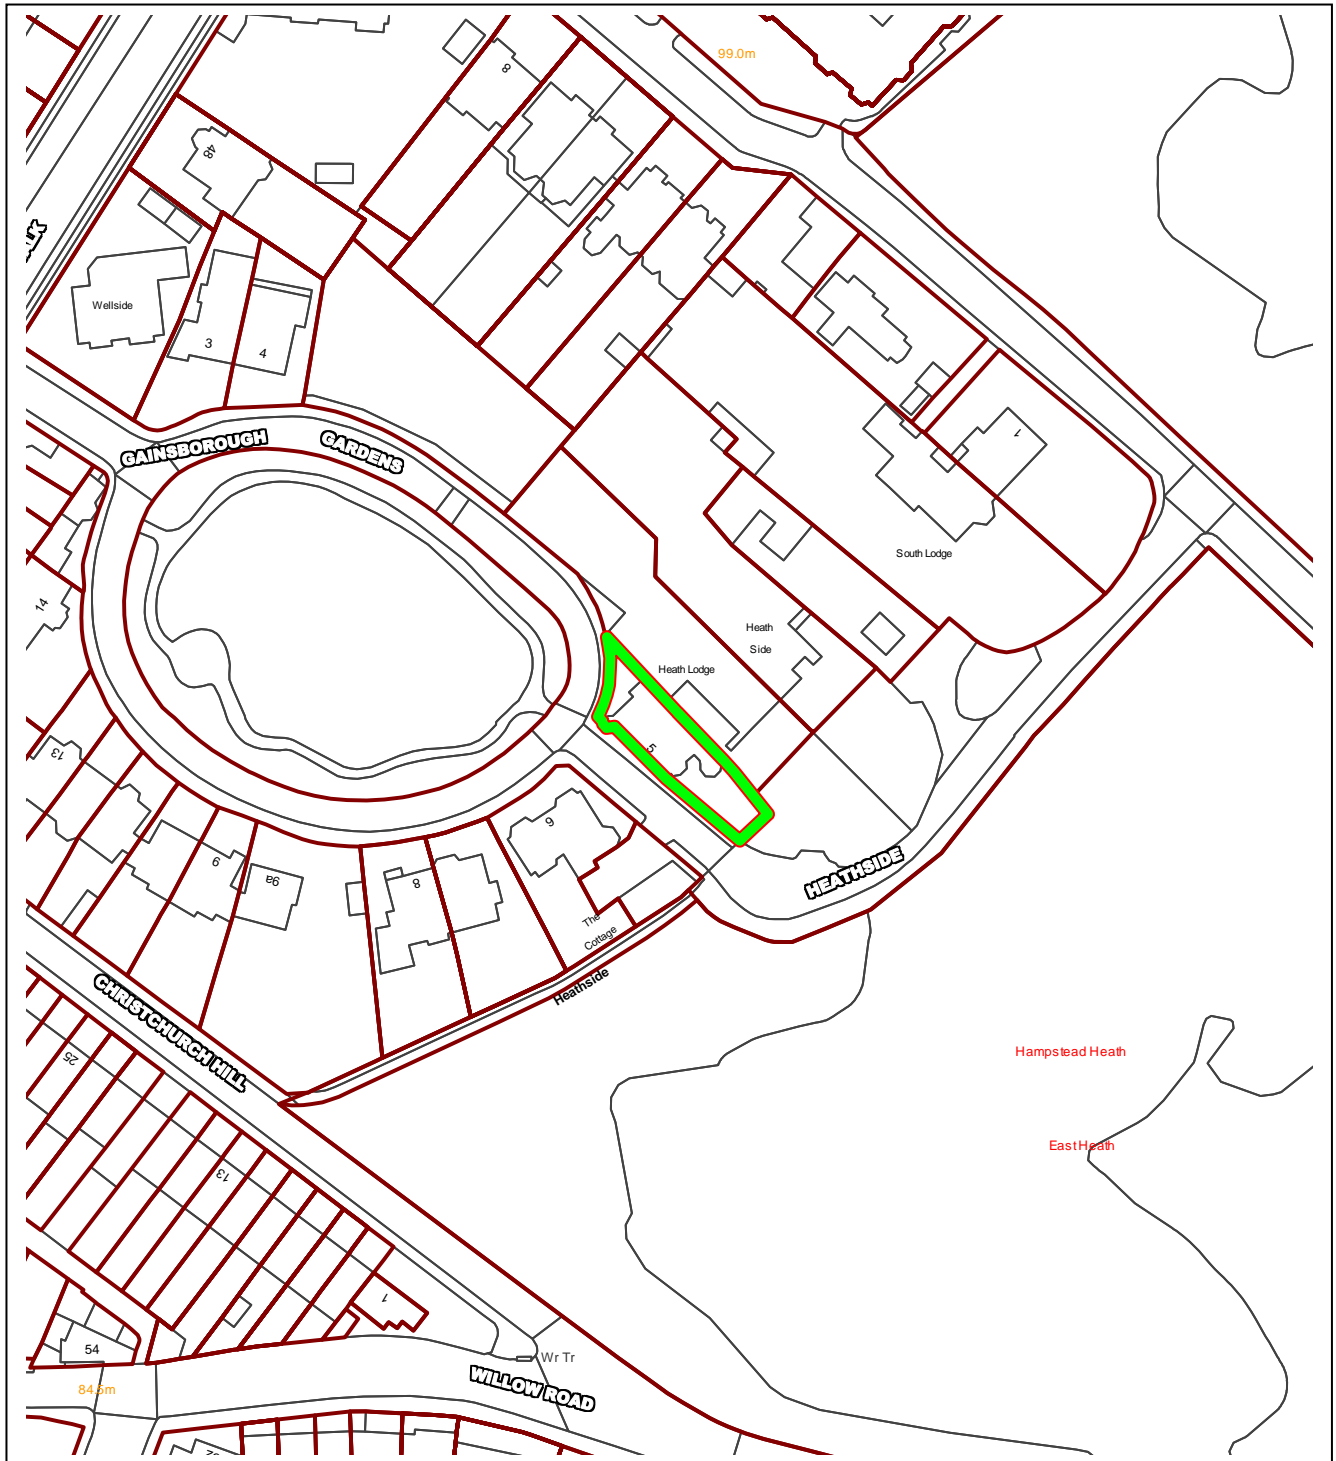 99.0m
8
48
Wellside
3
4
GAINSBOROUGH GARDENS
1
South Lodge
14
Heath
Side
Heath Lodge
5
13
6
9
9a
8
The
Cottage
HEATHSIDE
Heathside
CHRISTCHURCH HILL
25
Hampstead Heath
East Heath
13
1
54
Wr Tr
84.5m
WILLOW ROAD